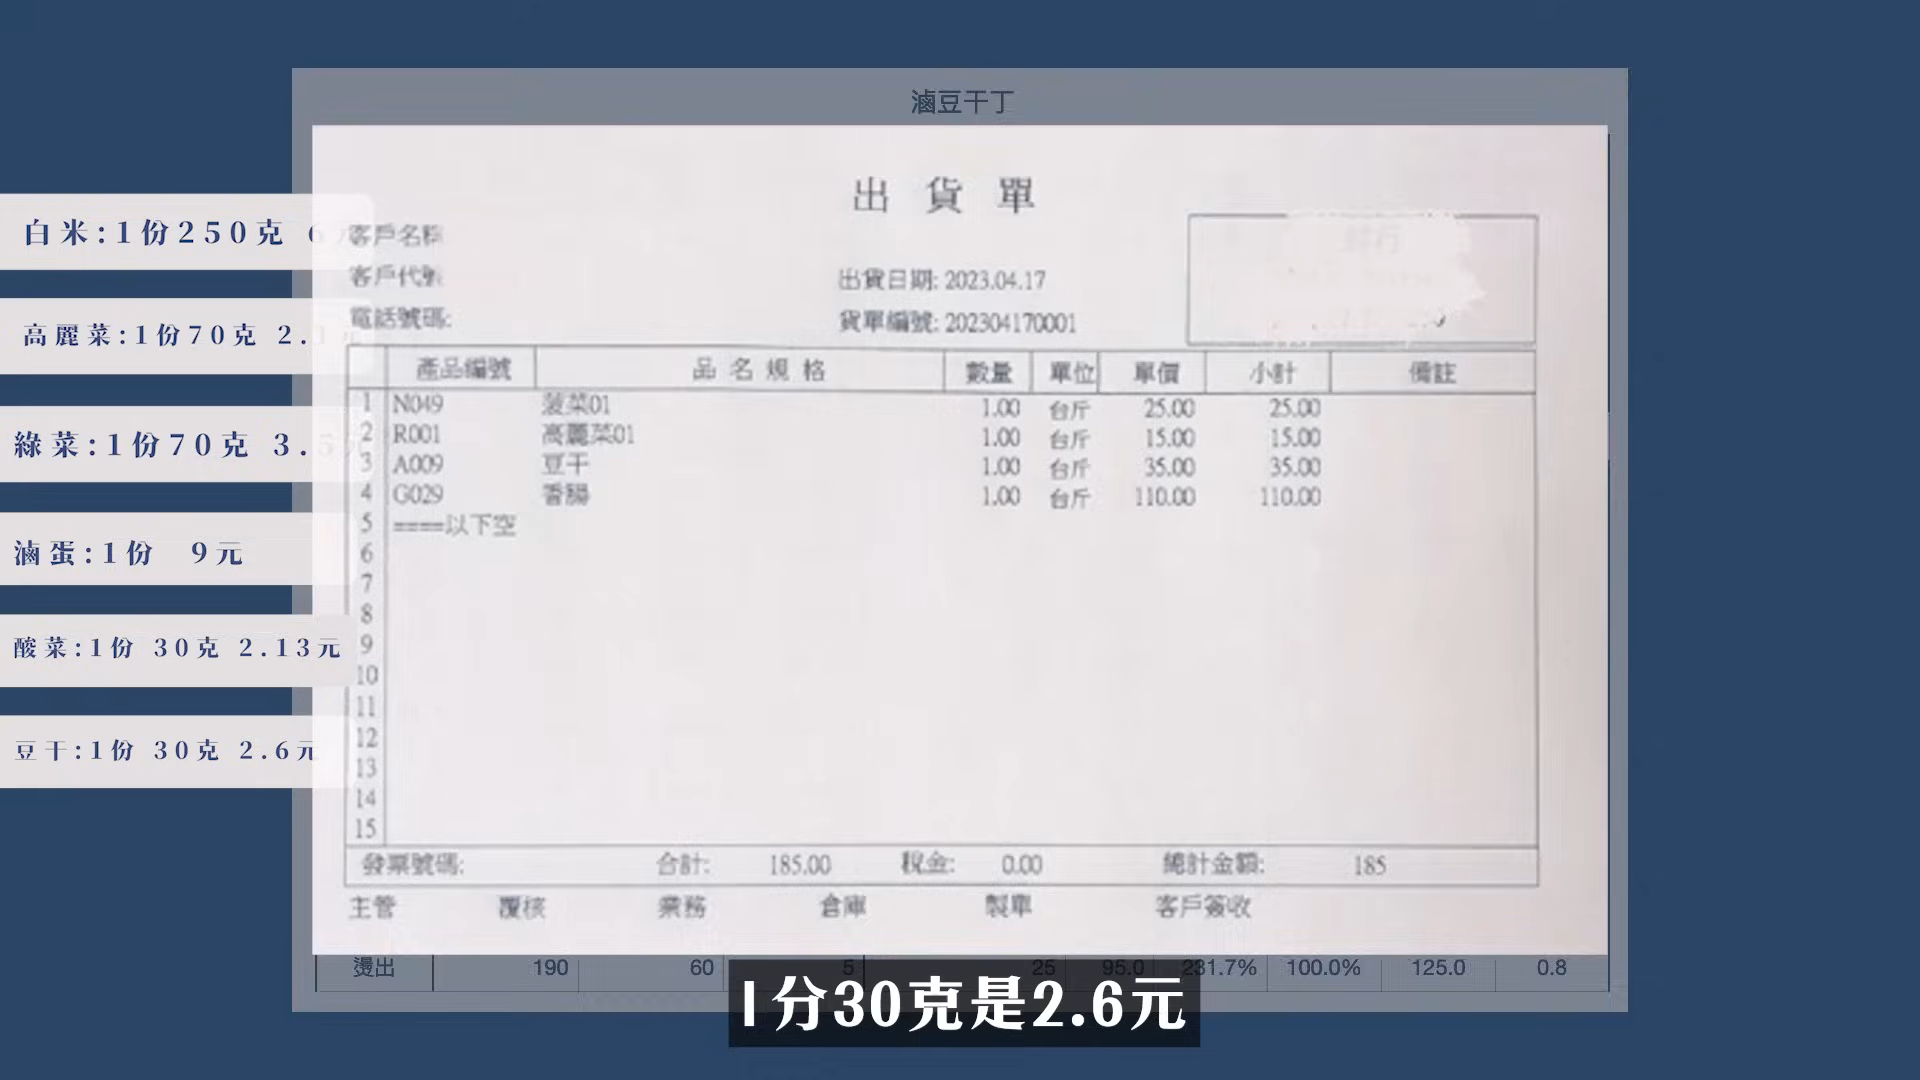 滷豆干丁
出貨單
白米:1份250克 6
客戶名稱
客戶代號
出貨日期: 2023.04.17
高麗菜:1份70克 2.1
電話號碼:
貨單編號: 202304170001
產品編號 品名規格 數量 單位 單價 小計 備註
1 N049 菠菜01 1.00 台斤 25.00 25.00
2 R001 高麗菜01 1.00 台斤 15.00 15.00
綠菜:1份70克 3.5
3 A009 豆干 1.00 台斤 35.00 35.00
4 G029 香腸 1.00 台斤 110.00 110.00
5 ====以下空
滷蛋:1份 9元
6
7
8
酸菜:1份 30克 2.13元
9
10
11
豆干:1份 30克 2.6元
12
13
14
15
發票號碼: 合計: 185.00 稅金: 0.00 總計金額: 185
主管 覆核 業務 倉庫 製單 客戶簽收
燙出 190 60 5 25 95.0 231.7% 100.0% 125.0 0.8
1分30克是2.6元